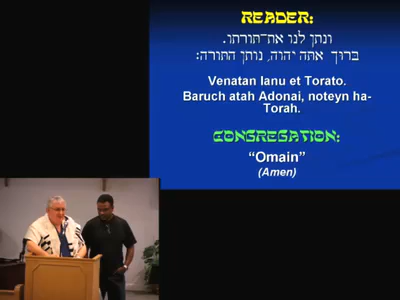 READER:
ונתן לנו את-תורתו.
ברוך אתה יהוה, נותן התורה:
Venatan lanu et Torato.
Baruch atah Adonai, noteyn ha-
Torah.
CONGREGATION:
“Omain”
(Amen)